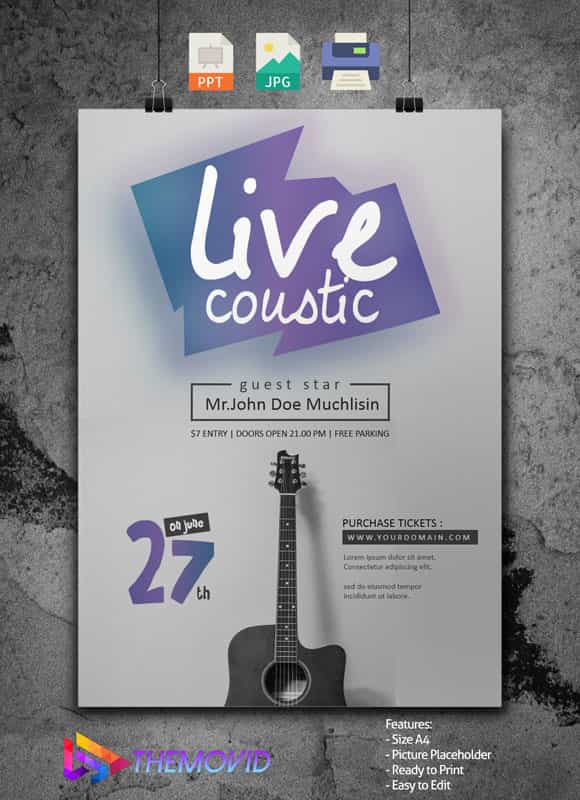 PPT
JPG
live
coustic
guest star
Mr.John Doe Muchlisin
$7 ENTRY | DOORS OPEN 21.00 PM | FREE PARKING
on june
27th
PURCHASE TICKETS :
WWW.YOURDOMAIN.COM
Lorem ipsum dolor sit amet.
Consectetur adipiscing elit.
sed do eiusmod tempor
incididunt ut labore.
THEMOVID
Features:
- Size A4
- Picture Placeholder
- Ready to Print
- Easy to Edit